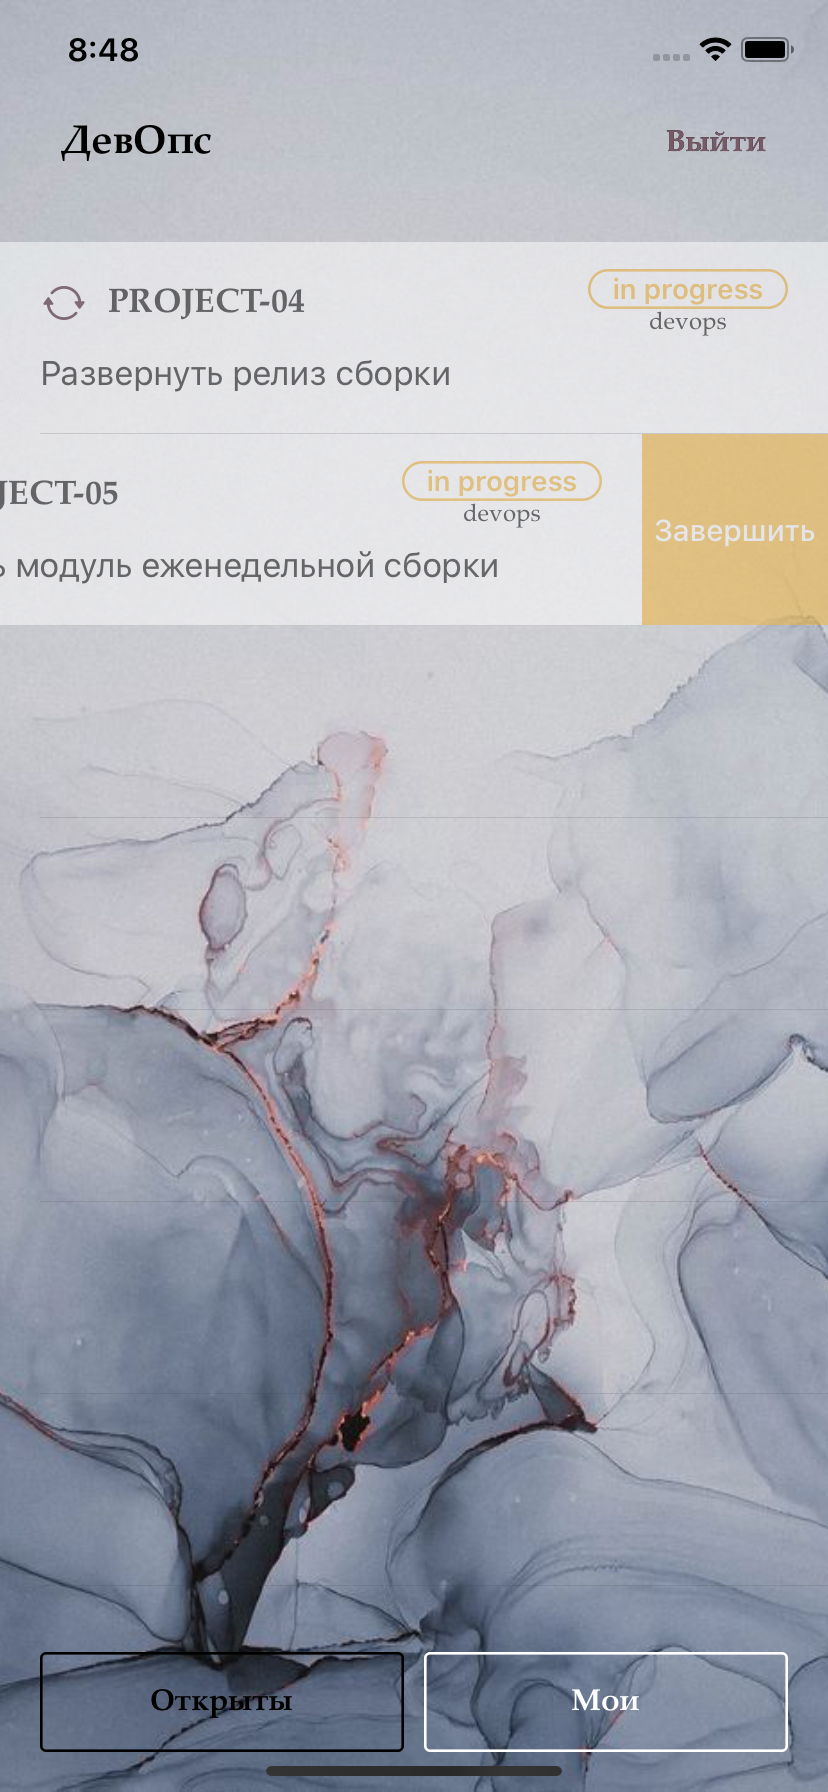 8:48
ДевОпс
Выйти
PROJECT-04
in progress
devops
Развернуть релиз сборки
JECT-05
in progress
devops
ь модуль еженедельной сборки
Завершить
Открыты
Мои